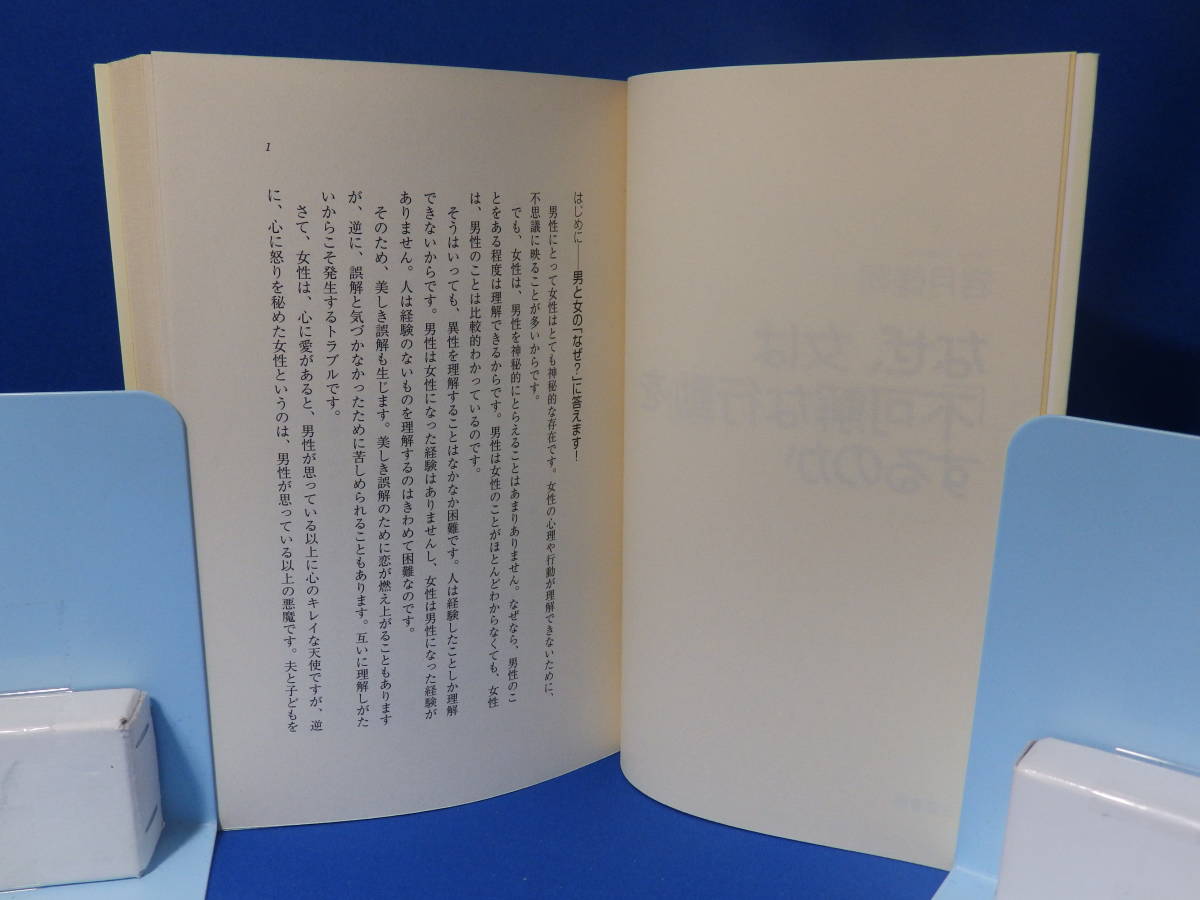 はじめに――男と女の「なぜ？」に答えます！
男性にとって女性はとても神秘的な存在です。女性の心理や行動が理解できないために、
不思議に映ることが多いからです。
でも、女性は、男性を神秘的にとらえることはあまりありません。なぜなら、男性のこ
とをある程度は理解できるからです。男性は女性のことがほとんどわからなくても、女性
は、男性のことは比較的わかっているのです。
そうはいっても、異性を理解することはなかなか困難です。人は経験したことしか理解
できないからです。男性は女性になった経験はありませんし、女性は男性になった経験が
ありません。人は経験のないものを理解するのはきわめて困難なのです。
そのため、美しき誤解も生じます。美しき誤解のために恋が燃え上がることもあります
が、逆に、誤解と気づかなかったために苦しめられることもあります。互いに理解しがた
いからこそ発生するトラブルです。
さて、女性は、心に愛があると、男性が思っている以上に心のキレイな天使ですが、逆
に、心に怒りを秘めた女性というのは、男性が思っている以上の悪魔です。夫と子どもを
1
なぜ、女は
不可解な行動を
するのか